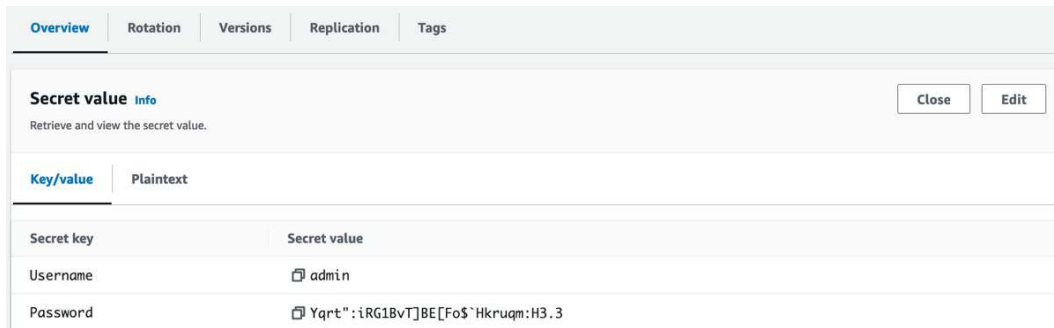 Overview Rotation Versions Replication Tags
Secret value Info
Close Edit
Retrieve and view the secret value.
Key/value Plaintext
Secret key Secret value
Username admin
Password Yqrt":iRG1BvT]BE[Fo$`Hkruqm:H3.3